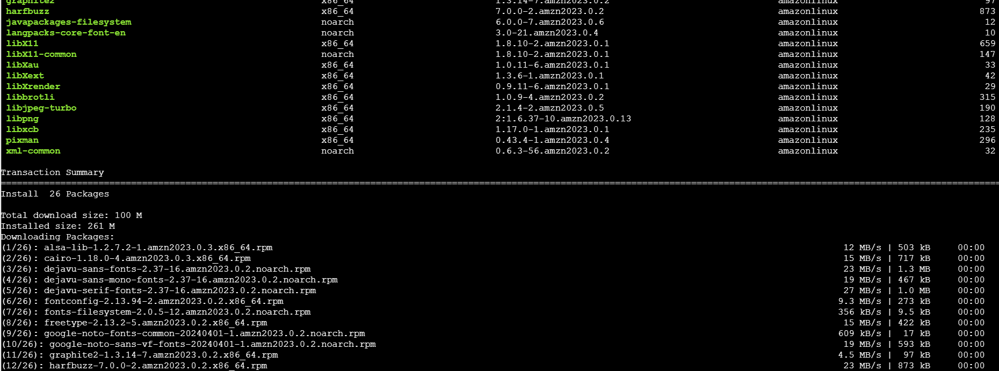 graphite2 x86_64 1.3.14-7.amzn2023.0.2 amazonlinux 97
harfbuzz x86_64 7.0.0-2.amzn2023.0.2 amazonlinux 873
javapackages-filesystem noarch 6.0.0-7.amzn2023.0.6 amazonlinux 12
langpacks-core-font-en noarch 3.0-21.amzn2023.0.4 amazonlinux 10
libX11 x86_64 1.8.10-2.amzn2023.0.1 amazonlinux 659
libX11-common noarch 1.8.10-2.amzn2023.0.1 amazonlinux 147
libXau x86_64 1.0.11-6.amzn2023.0.1 amazonlinux 33
libXext x86_64 1.3.6-1.amzn2023.0.1 amazonlinux 42
libXrender x86_64 0.9.11-6.amzn2023.0.1 amazonlinux 29
libbrotli x86_64 1.0.9-4.amzn2023.0.2 amazonlinux 315
libjpeg-turbo x86_64 2.1.4-2.amzn2023.0.5 amazonlinux 190
libpng x86_64 2:1.6.37-10.amzn2023.0.13 amazonlinux 128
libxcb x86_64 1.17.0-1.amzn2023.0.1 amazonlinux 235
pixman x86_64 0.43.4-1.amzn2023.0.4 amazonlinux 296
xml-common noarch 0.6.3-56.amzn2023.0.2 amazonlinux 32
Transaction Summary
Install 26 Packages
Total download size: 100 M
Installed size: 261 M
Downloading Packages:
(1/26): alsa-lib-1.2.7.2-1.amzn2023.0.3.x86_64.rpm 12 MB/s | 503 kB 00:00
(2/26): cairo-1.18.0-4.amzn2023.0.3.x86_64.rpm 15 MB/s | 717 kB 00:00
(3/26): dejavu-sans-fonts-2.37-16.amzn2023.0.2.noarch.rpm 23 MB/s | 1.3 MB 00:00
(4/26): dejavu-sans-mono-fonts-2.37-16.amzn2023.0.2.noarch.rpm 19 MB/s | 467 kB 00:00
(5/26): dejavu-serif-fonts-2.37-16.amzn2023.0.2.noarch.rpm 27 MB/s | 1.0 MB 00:00
(6/26): fontconfig-2.13.94-2.amzn2023.0.2.x86_64.rpm 9.3 MB/s | 273 kB 00:00
(7/26): fonts-filesystem-2.0.5-12.amzn2023.0.2.noarch.rpm 356 kB/s | 9.5 kB 00:00
(8/26): freetype-2.13.2-5.amzn2023.0.2.x86_64.rpm 15 MB/s | 422 kB 00:00
(9/26): google-noto-fonts-common-20240401-1.amzn2023.0.2.noarch.rpm 609 kB/s | 17 kB 00:00
(10/26): google-noto-sans-vf-fonts-20240401-1.amzn2023.0.2.noarch.rpm 19 MB/s | 593 kB 00:00
(11/26): graphite2-1.3.14-7.amzn2023.0.2.x86_64.rpm 4.5 MB/s | 97 kB 00:00
(12/26): harfbuzz-7.0.0-2.amzn2023.0.2.x86_64.rpm 23 MB/s | 873 kB 00:00